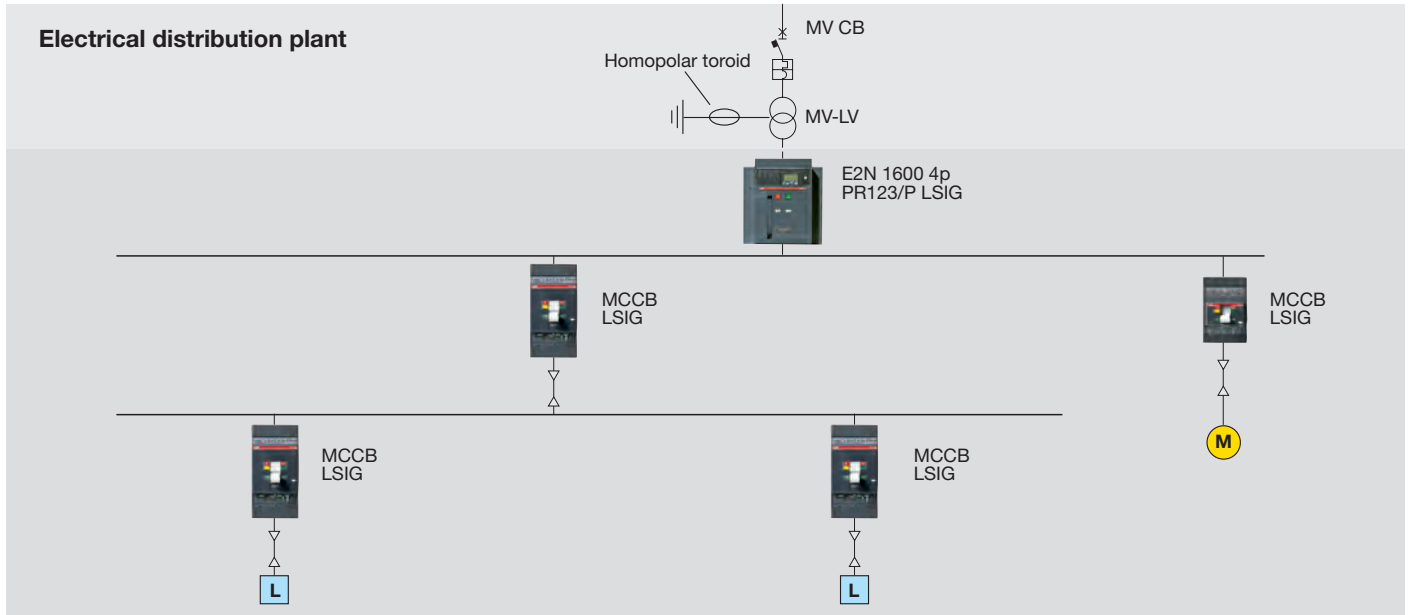 Electrical distribution plant
MV CB
Homopolar toroid
MV-LV
E2N 1600 4p
PR123/P LSIG
MCCB
LSIG
MCCB
LSIG
M
MCCB
LSIG
MCCB
LSIG
L
L